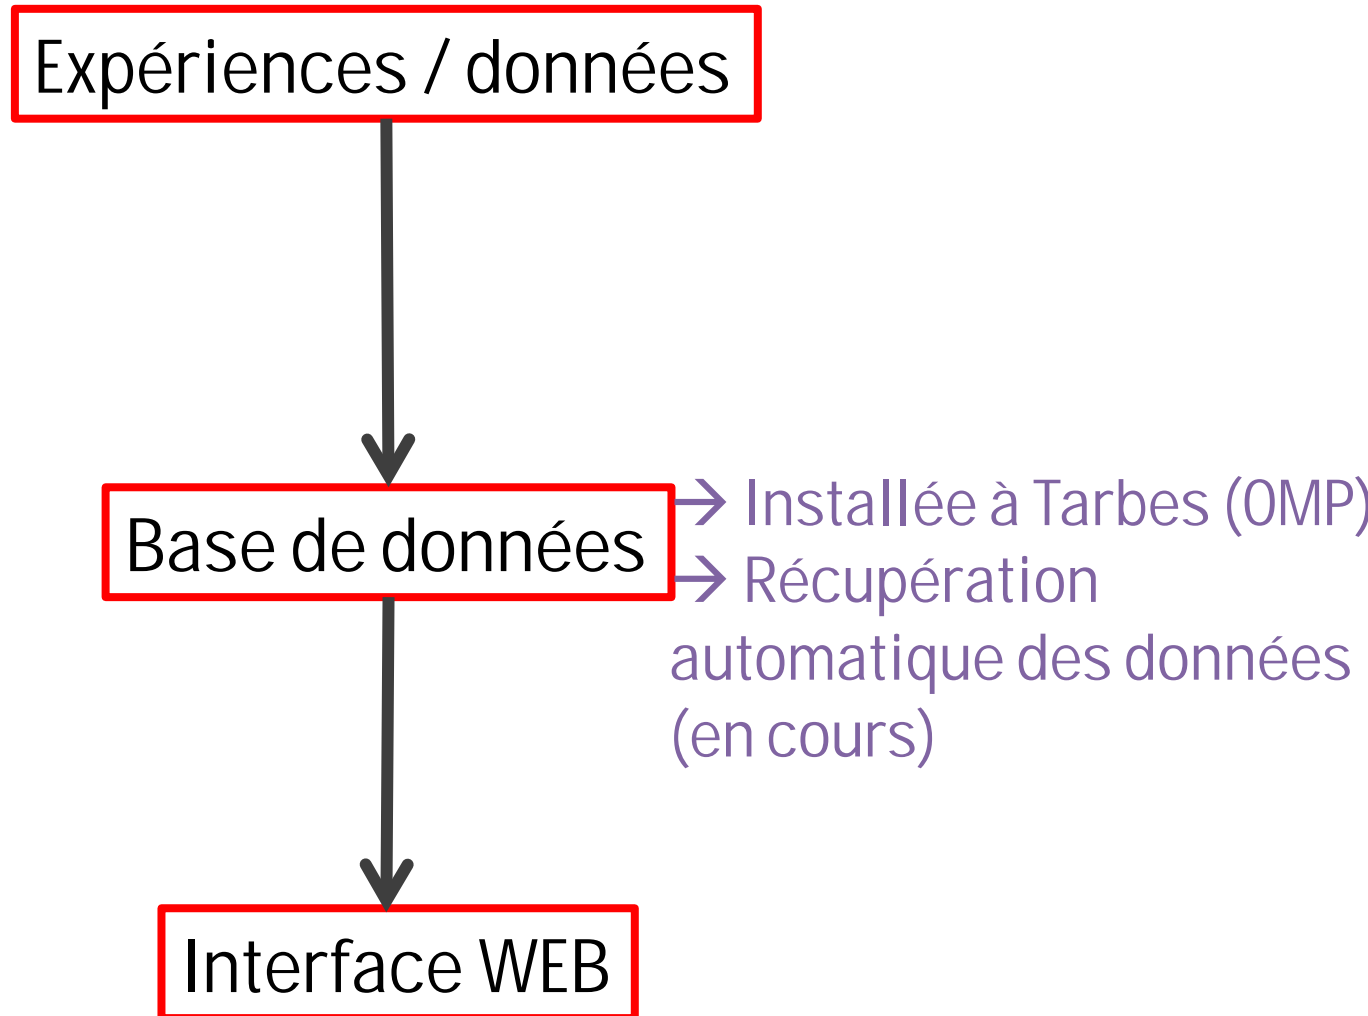 Expériences / données
Base de données
→ Installée à Tarbes (OMP)
→ Récupération
automatique des données
(en cours)
Interface WEB